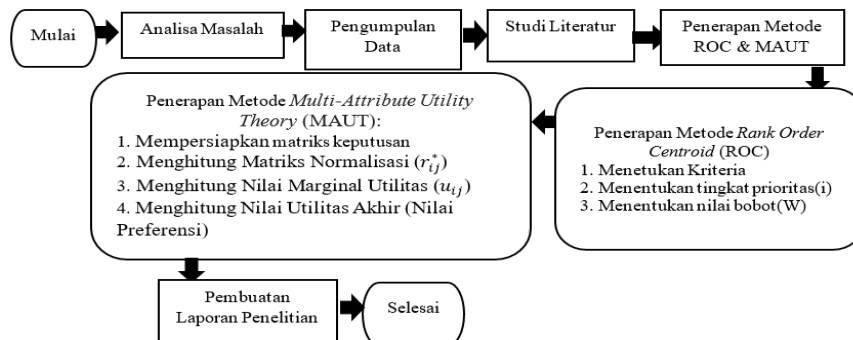 Mulai
Analisa Masalah
Pengumpulan
Data
Studi Literatur
Penerapan Metode
ROC & MAUT
Penerapan Metode Rank Order
Centroid (ROC)
1. Menetukan Kriteria
2. Menentukan tingkat prioritas(i)
3. Menentukan nilai bobot(W)
Penerapan Metode Multi-Attribute Utility
Theory (MAUT):
1. Mempersiapkan matriks keputusan
2. Menghitung Matriks Normalisasi (r*ij)
3. Menghitung Nilai Marginal Utilitas (uij)
4. Menghitung Nilai Utilitas Akhir (Nilai
Preferensi)
Pembuatan
Laporan Penelitian
Selesai